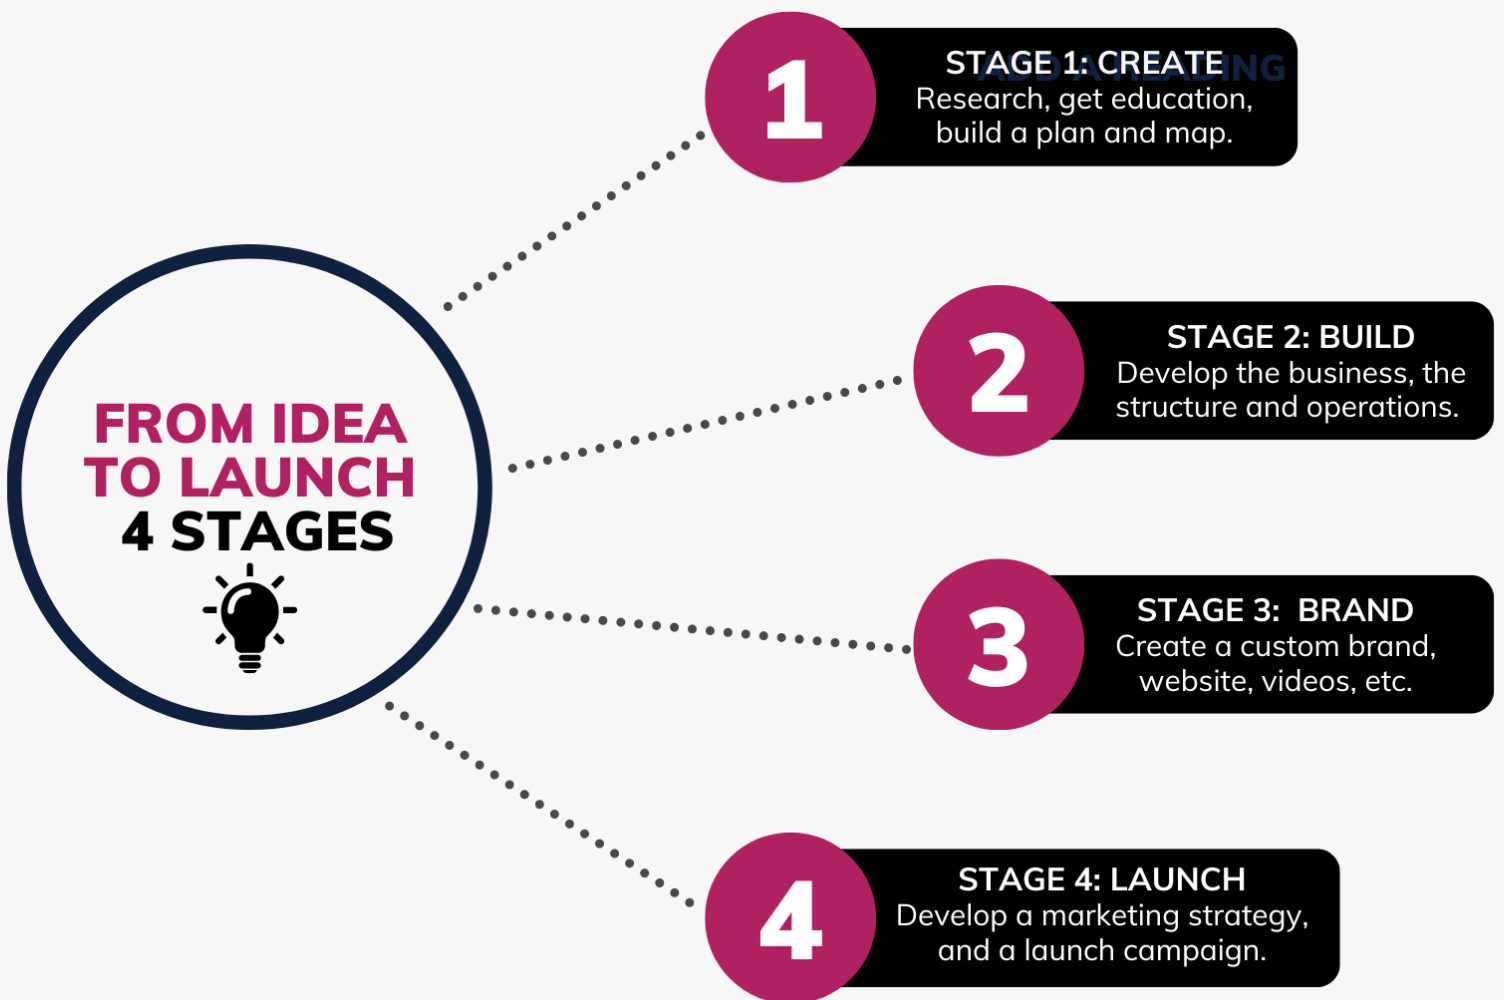 FROM IDEA
TO LAUNCH
4 STAGES
1
STAGE 1: CREATE
ADD A HEADING
Research, get education,
build a plan and map.
2
STAGE 2: BUILD
Develop the business, the
structure and operations.
3
STAGE 3:  BRAND
Create a custom brand,
website, videos, etc.
4
STAGE 4: LAUNCH
Develop a marketing strategy,
and a launch campaign.